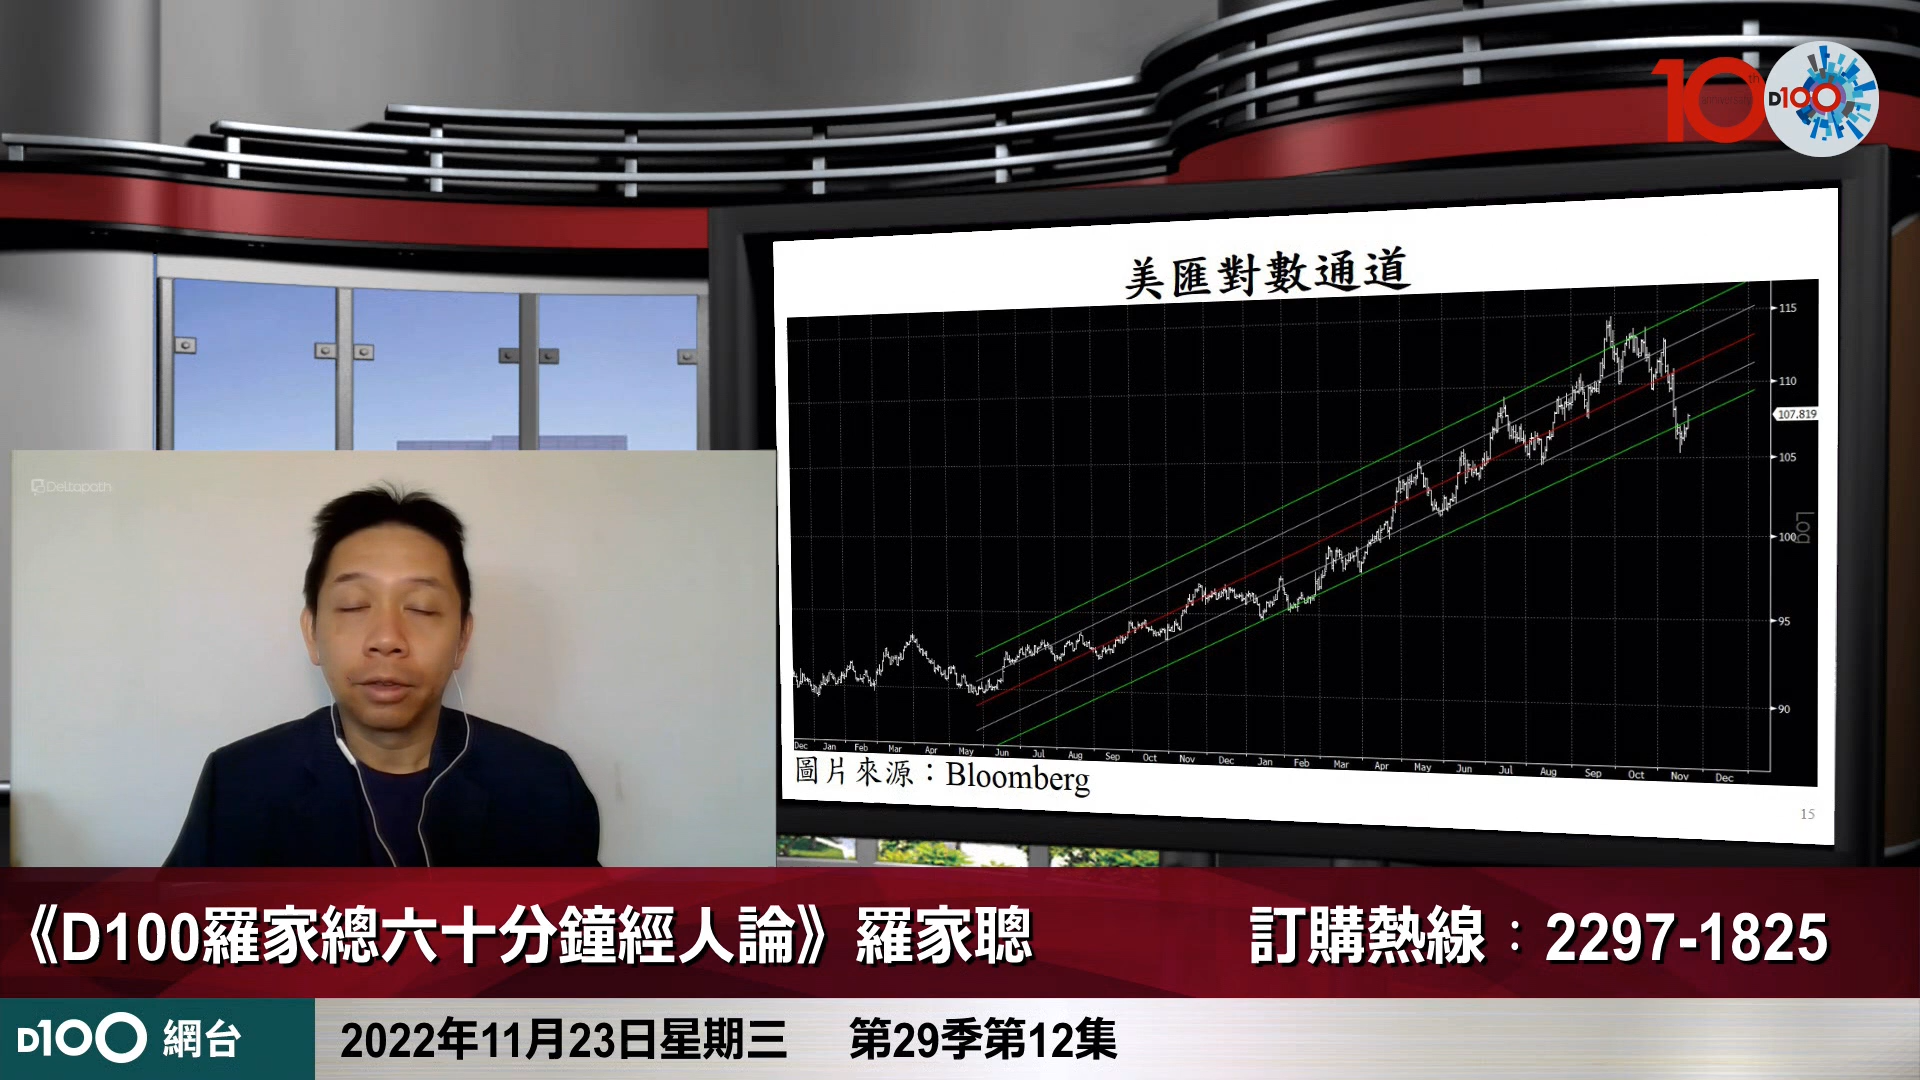 10th
anniversary
D100
美匯對數通道
115
110
107.819
105
Log
100
95
90
Dec Jan Feb Mar Apr May Jun Jul Aug Sep Oct Nov Dec Jan Feb Mar Apr May Jun Jul Aug Sep Oct Nov Dec
圖片來源：Bloomberg
15
Deltapath
《D100羅家總六十分鐘經人論》羅家聰
訂購熱線：2297-1825
D100 網台
2022年11月23日星期三
第29季第12集